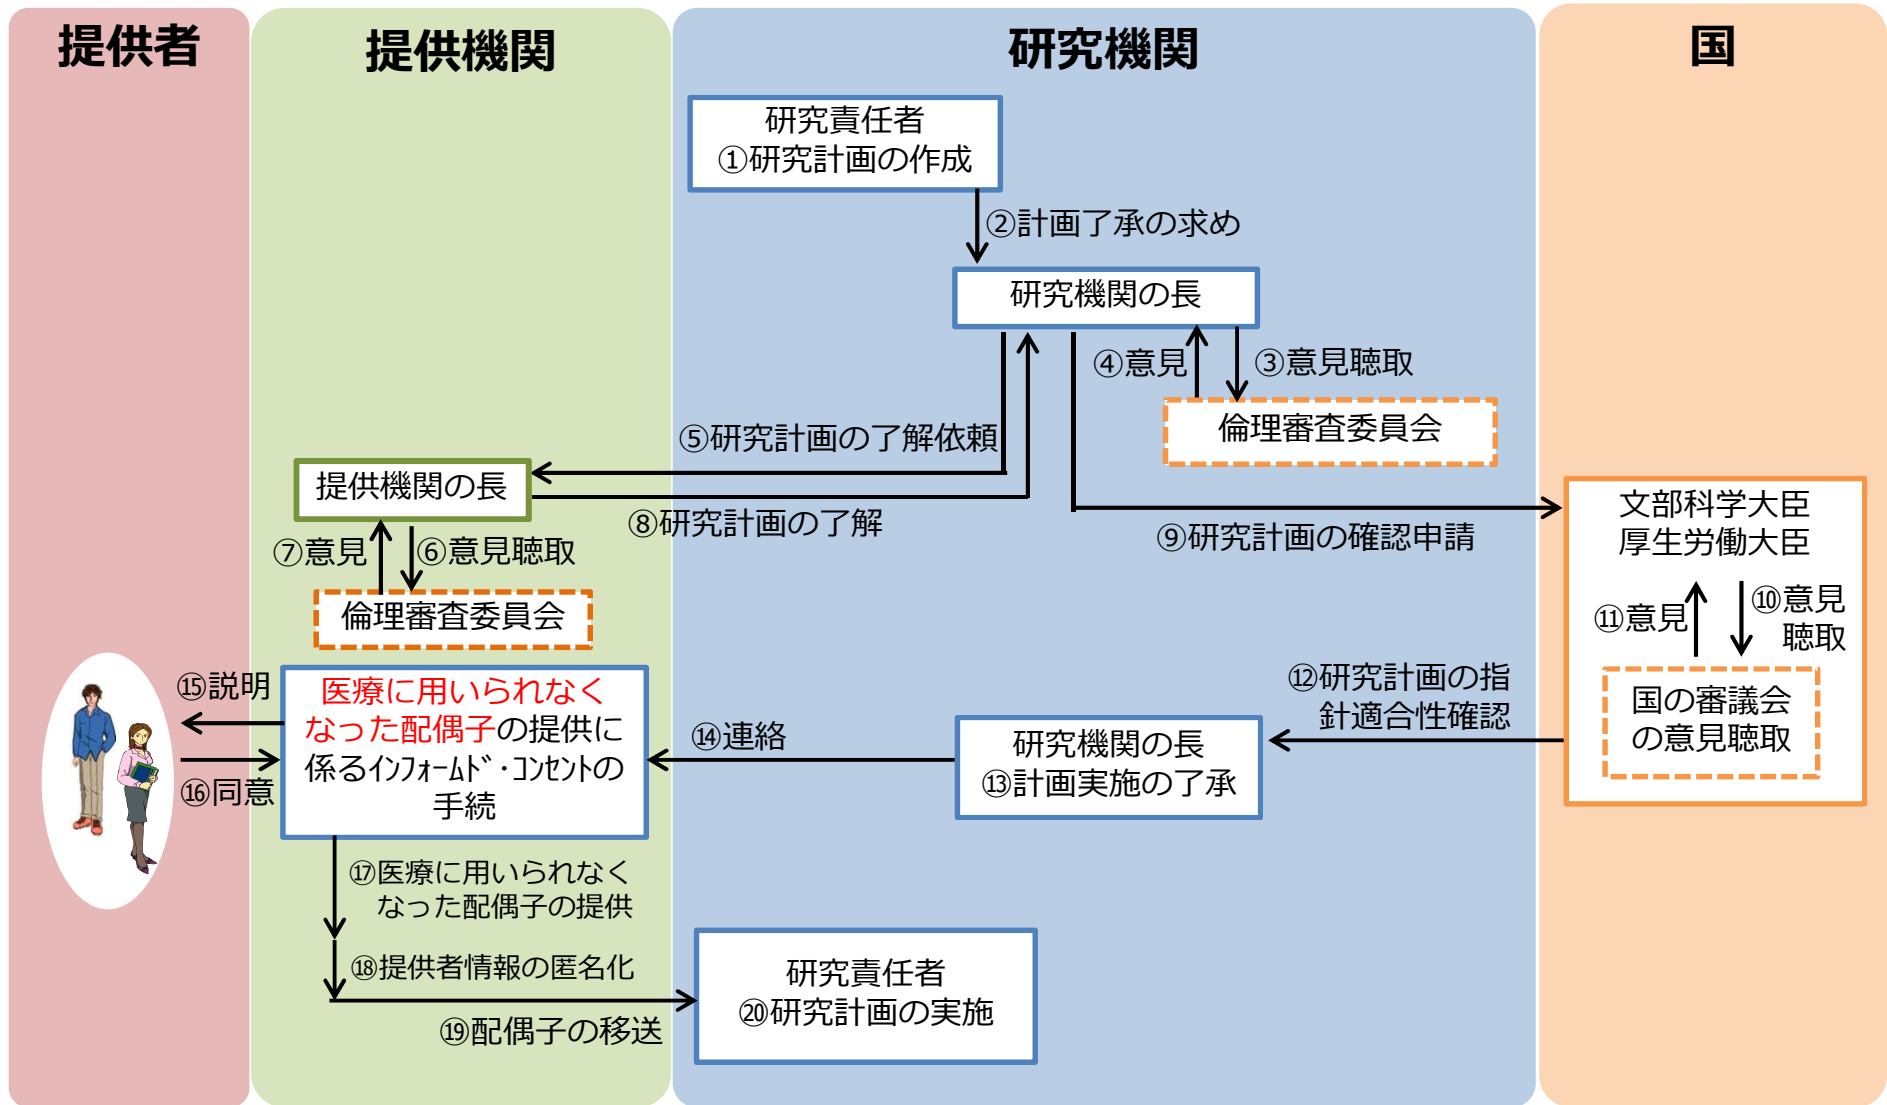 提供者
提供機関
研究機関
国
研究責任者
①研究計画の作成
②計画了承の求め
研究機関の長
④意見
③意見聴取
倫理審査委員会
⑤研究計画の了解依頼
提供機関の長
⑧研究計画の了解
⑦意見
⑥意見聴取
倫理審査委員会
⑨研究計画の確認申請
文部科学大臣
厚生労働大臣
⑪意見
⑩意見
聴取
国の審議会
の意見聴取
⑫研究計画の指
針適合性確認
研究機関の長
⑬計画実施の了承
⑭連絡
医療に用いられなく
なった配偶子の提供に
係るｲﾝﾌｫｰﾑﾄﾞ・ｺﾝｾﾝﾄの
手続
⑮説明
⑯同意
⑰医療に用いられなく
なった配偶子の提供
⑱提供者情報の匿名化
⑲配偶子の移送
研究責任者
⑳研究計画の実施